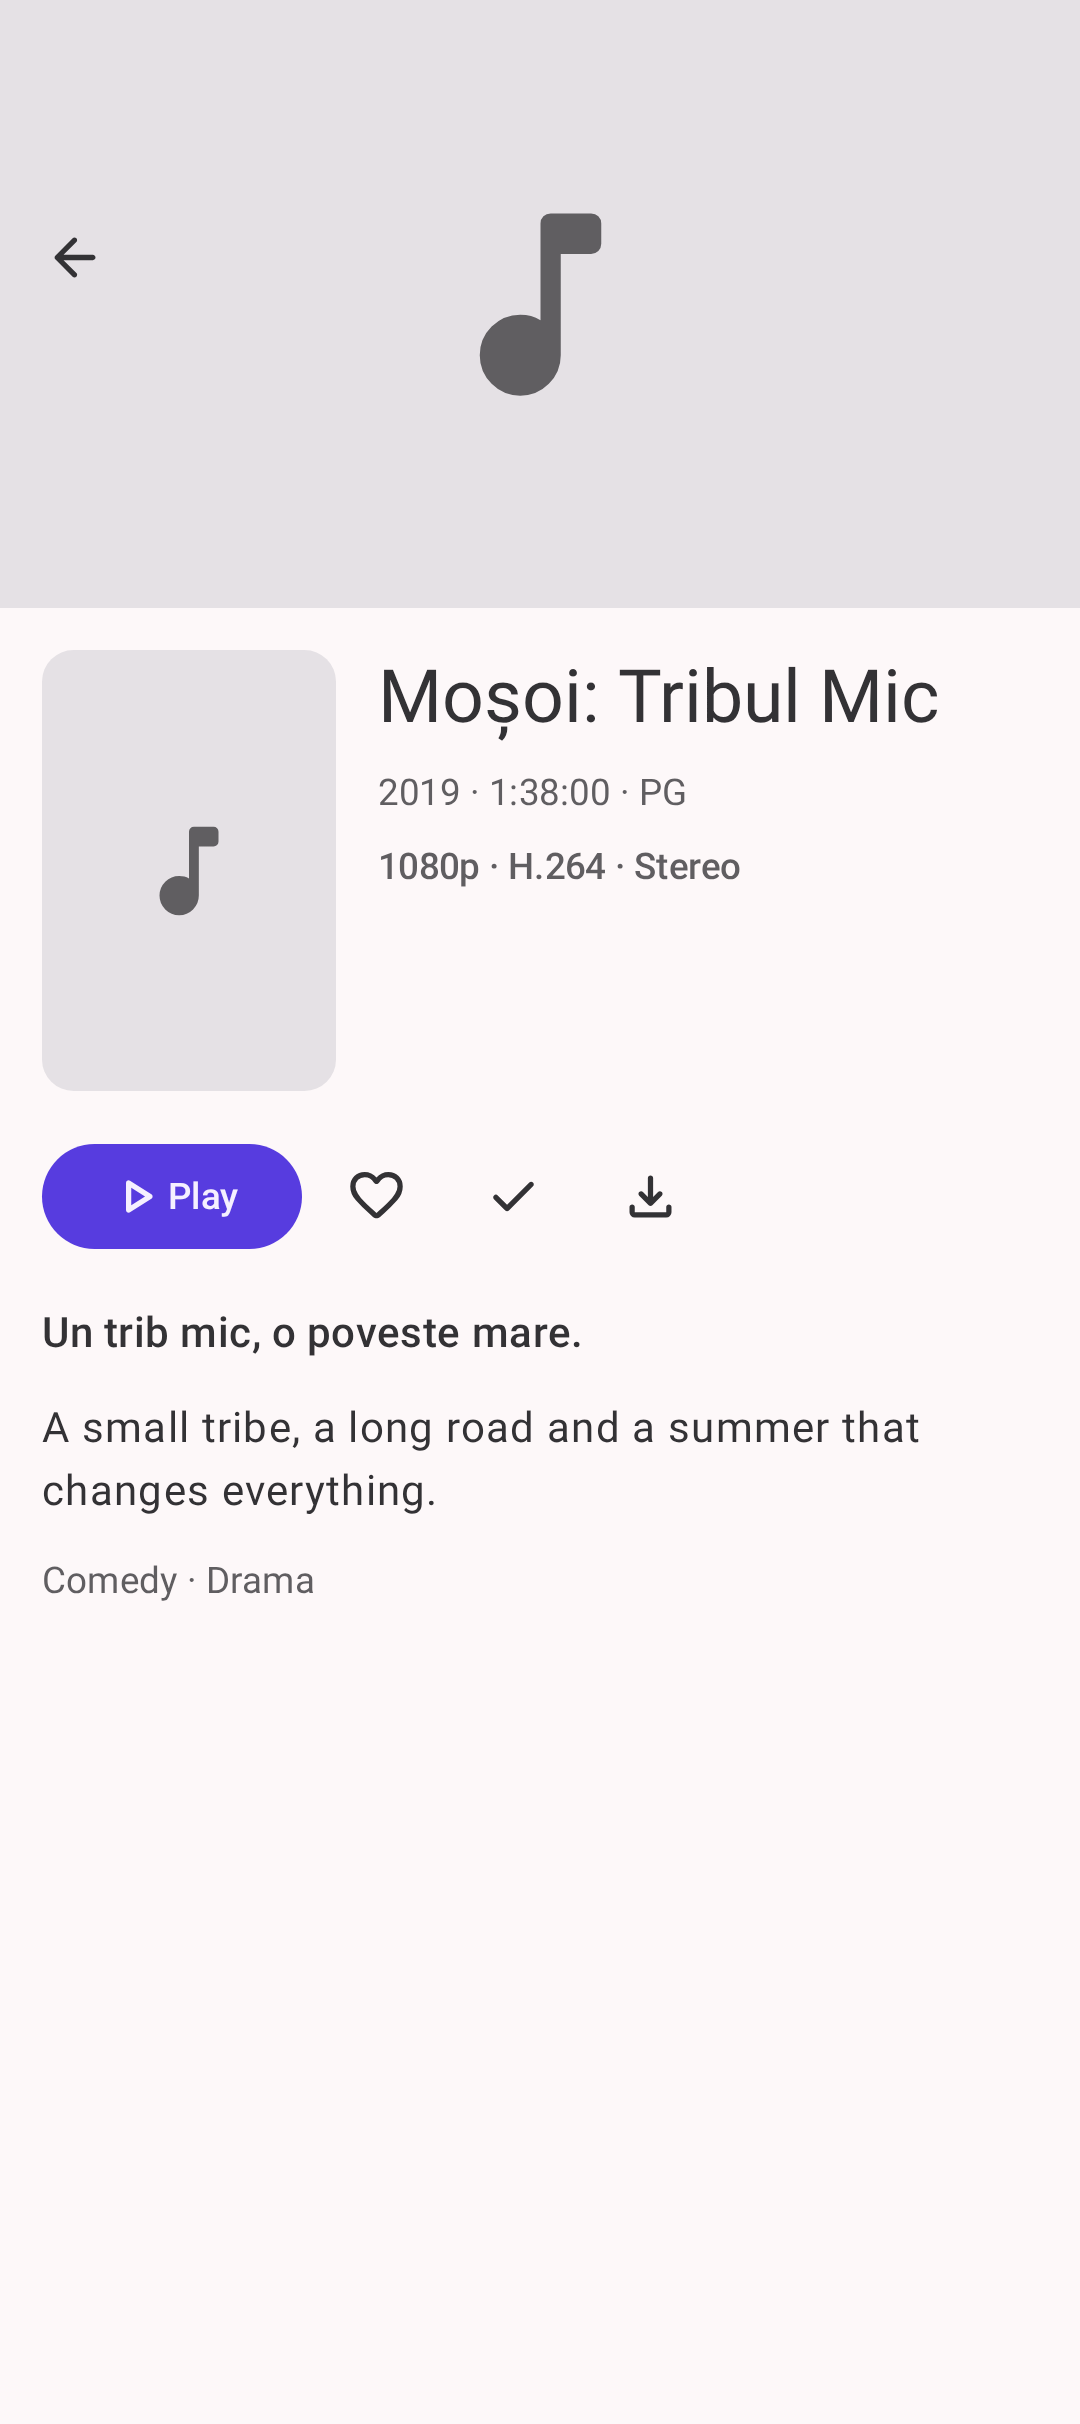 Moșoi: Tribul Mic
2019 · 1:38:00 · PG
1080p · H.264 · Stereo
Play
Un trib mic, o poveste mare.
A small tribe, a long road and a summer that
changes everything.
Comedy · Drama